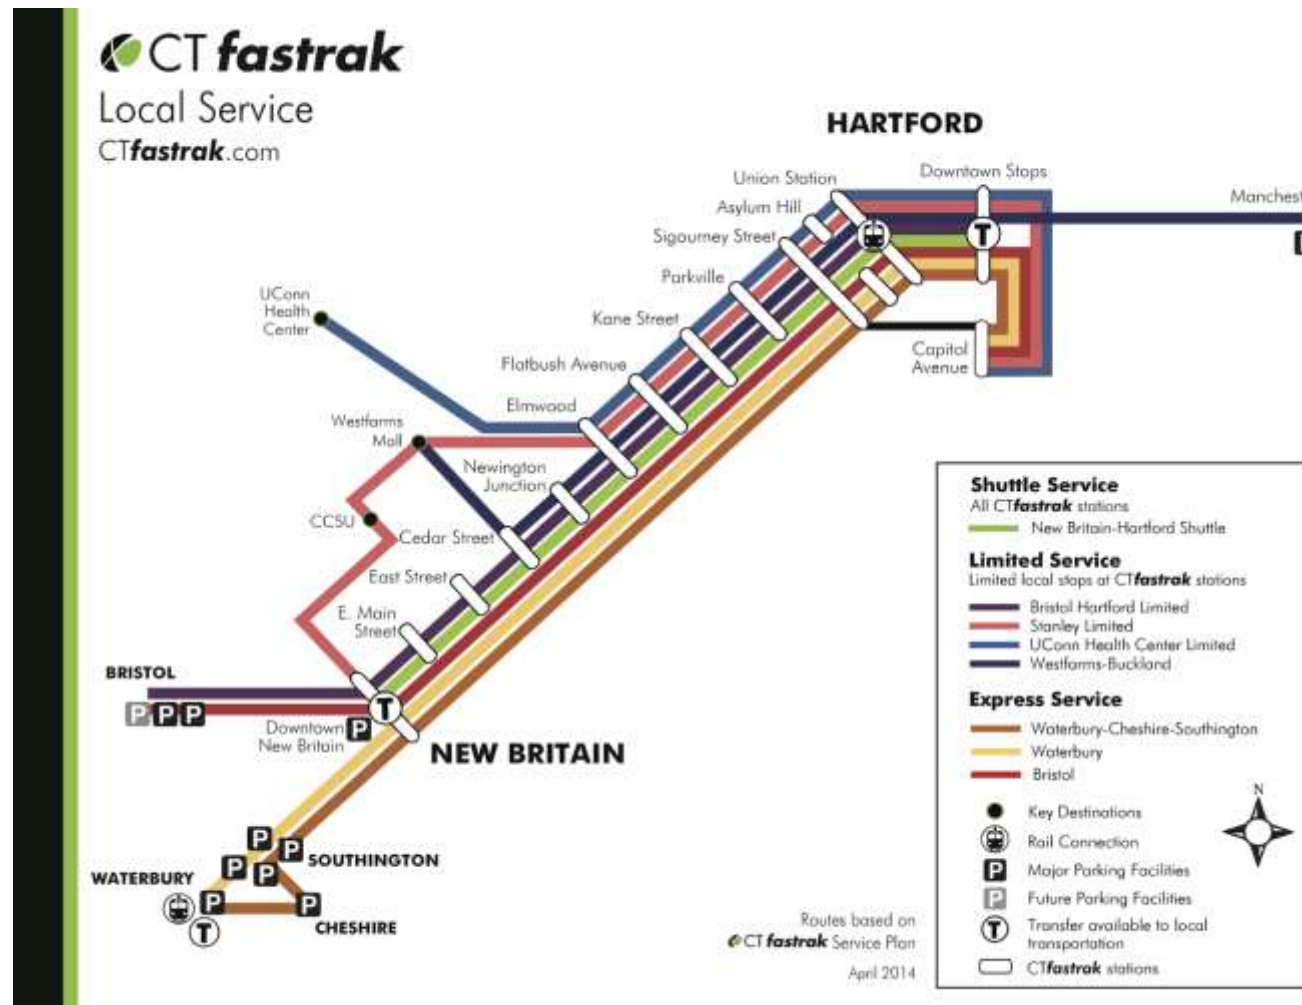 CTfastrak
Local Service
CTfastrak.com
HARTFORD
Union Station
Downtown Stops
Asylum Hill
Manchest
Sigourney Street
Parkville
UConn
Health
Center
Kane Street
Capitol
Avenue
Flatbush Avenue
Elmwood
Westfarms
Mall
Newington
Junction
CCSU
Cedar Street
East Street
E. Main
Street
BRISTOL
P P P
T
T
Downtown
New Britain
P
NEW BRITAIN
P
P
SOUTHINGTON
P
P
WATERBURY
P
P
CHESHIRE
T
Shuttle Service
All CTfastrak stations
New Britain-Hartford Shuttle
Limited Service
Limited local stops at CTfastrak stations
Bristol Hartford Limited
Stanley Limited
UConn Health Center Limited
Westfarms-Buckland
Express Service
Waterbury-Cheshire-Southington
Waterbury
Bristol
N
Key Destinations
Rail Connection
P Major Parking Facilities
P Future Parking Facilities
T Transfer available to local
transportation
CTfastrak stations
Routes based on
CTfastrak Service Plan
April 2014